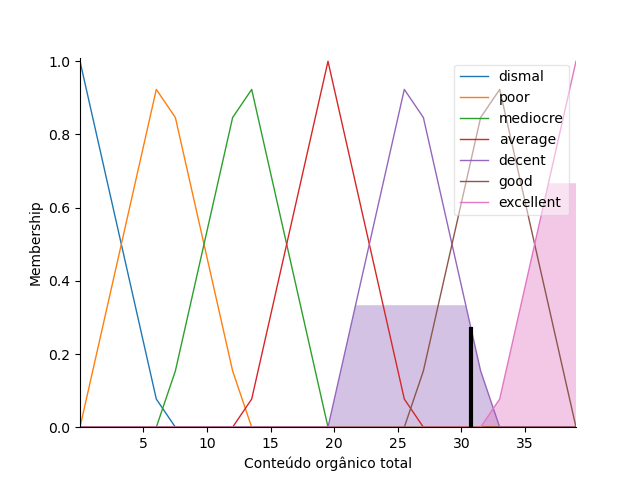 1.0
0.8
0.6
0.4
0.2
0.0
Membership
5 10 15 20 25 30 35
Conteúdo orgânico total
dismal
poor
mediocre
average
decent
good
excellent